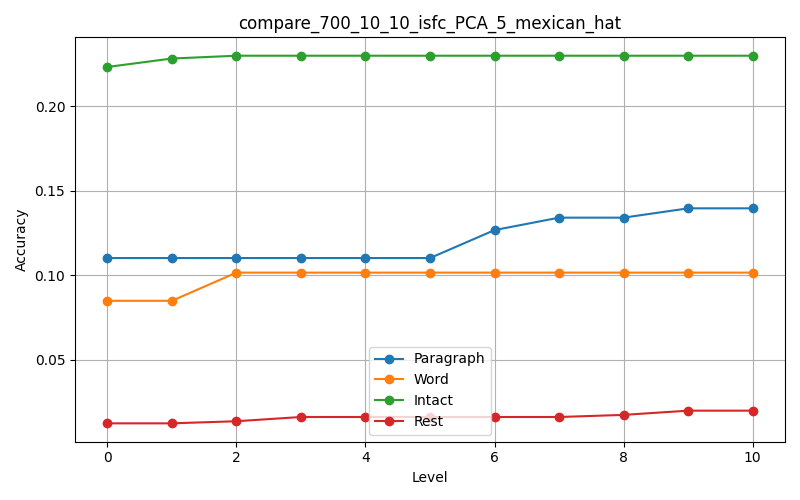 compare_700_10_10_isfc_PCA_5_mexican_hat
Accuracy
0.20
0.15
0.10
0.05
Paragraph
Word
Intact
Rest
0 2 4 6 8 10
Level